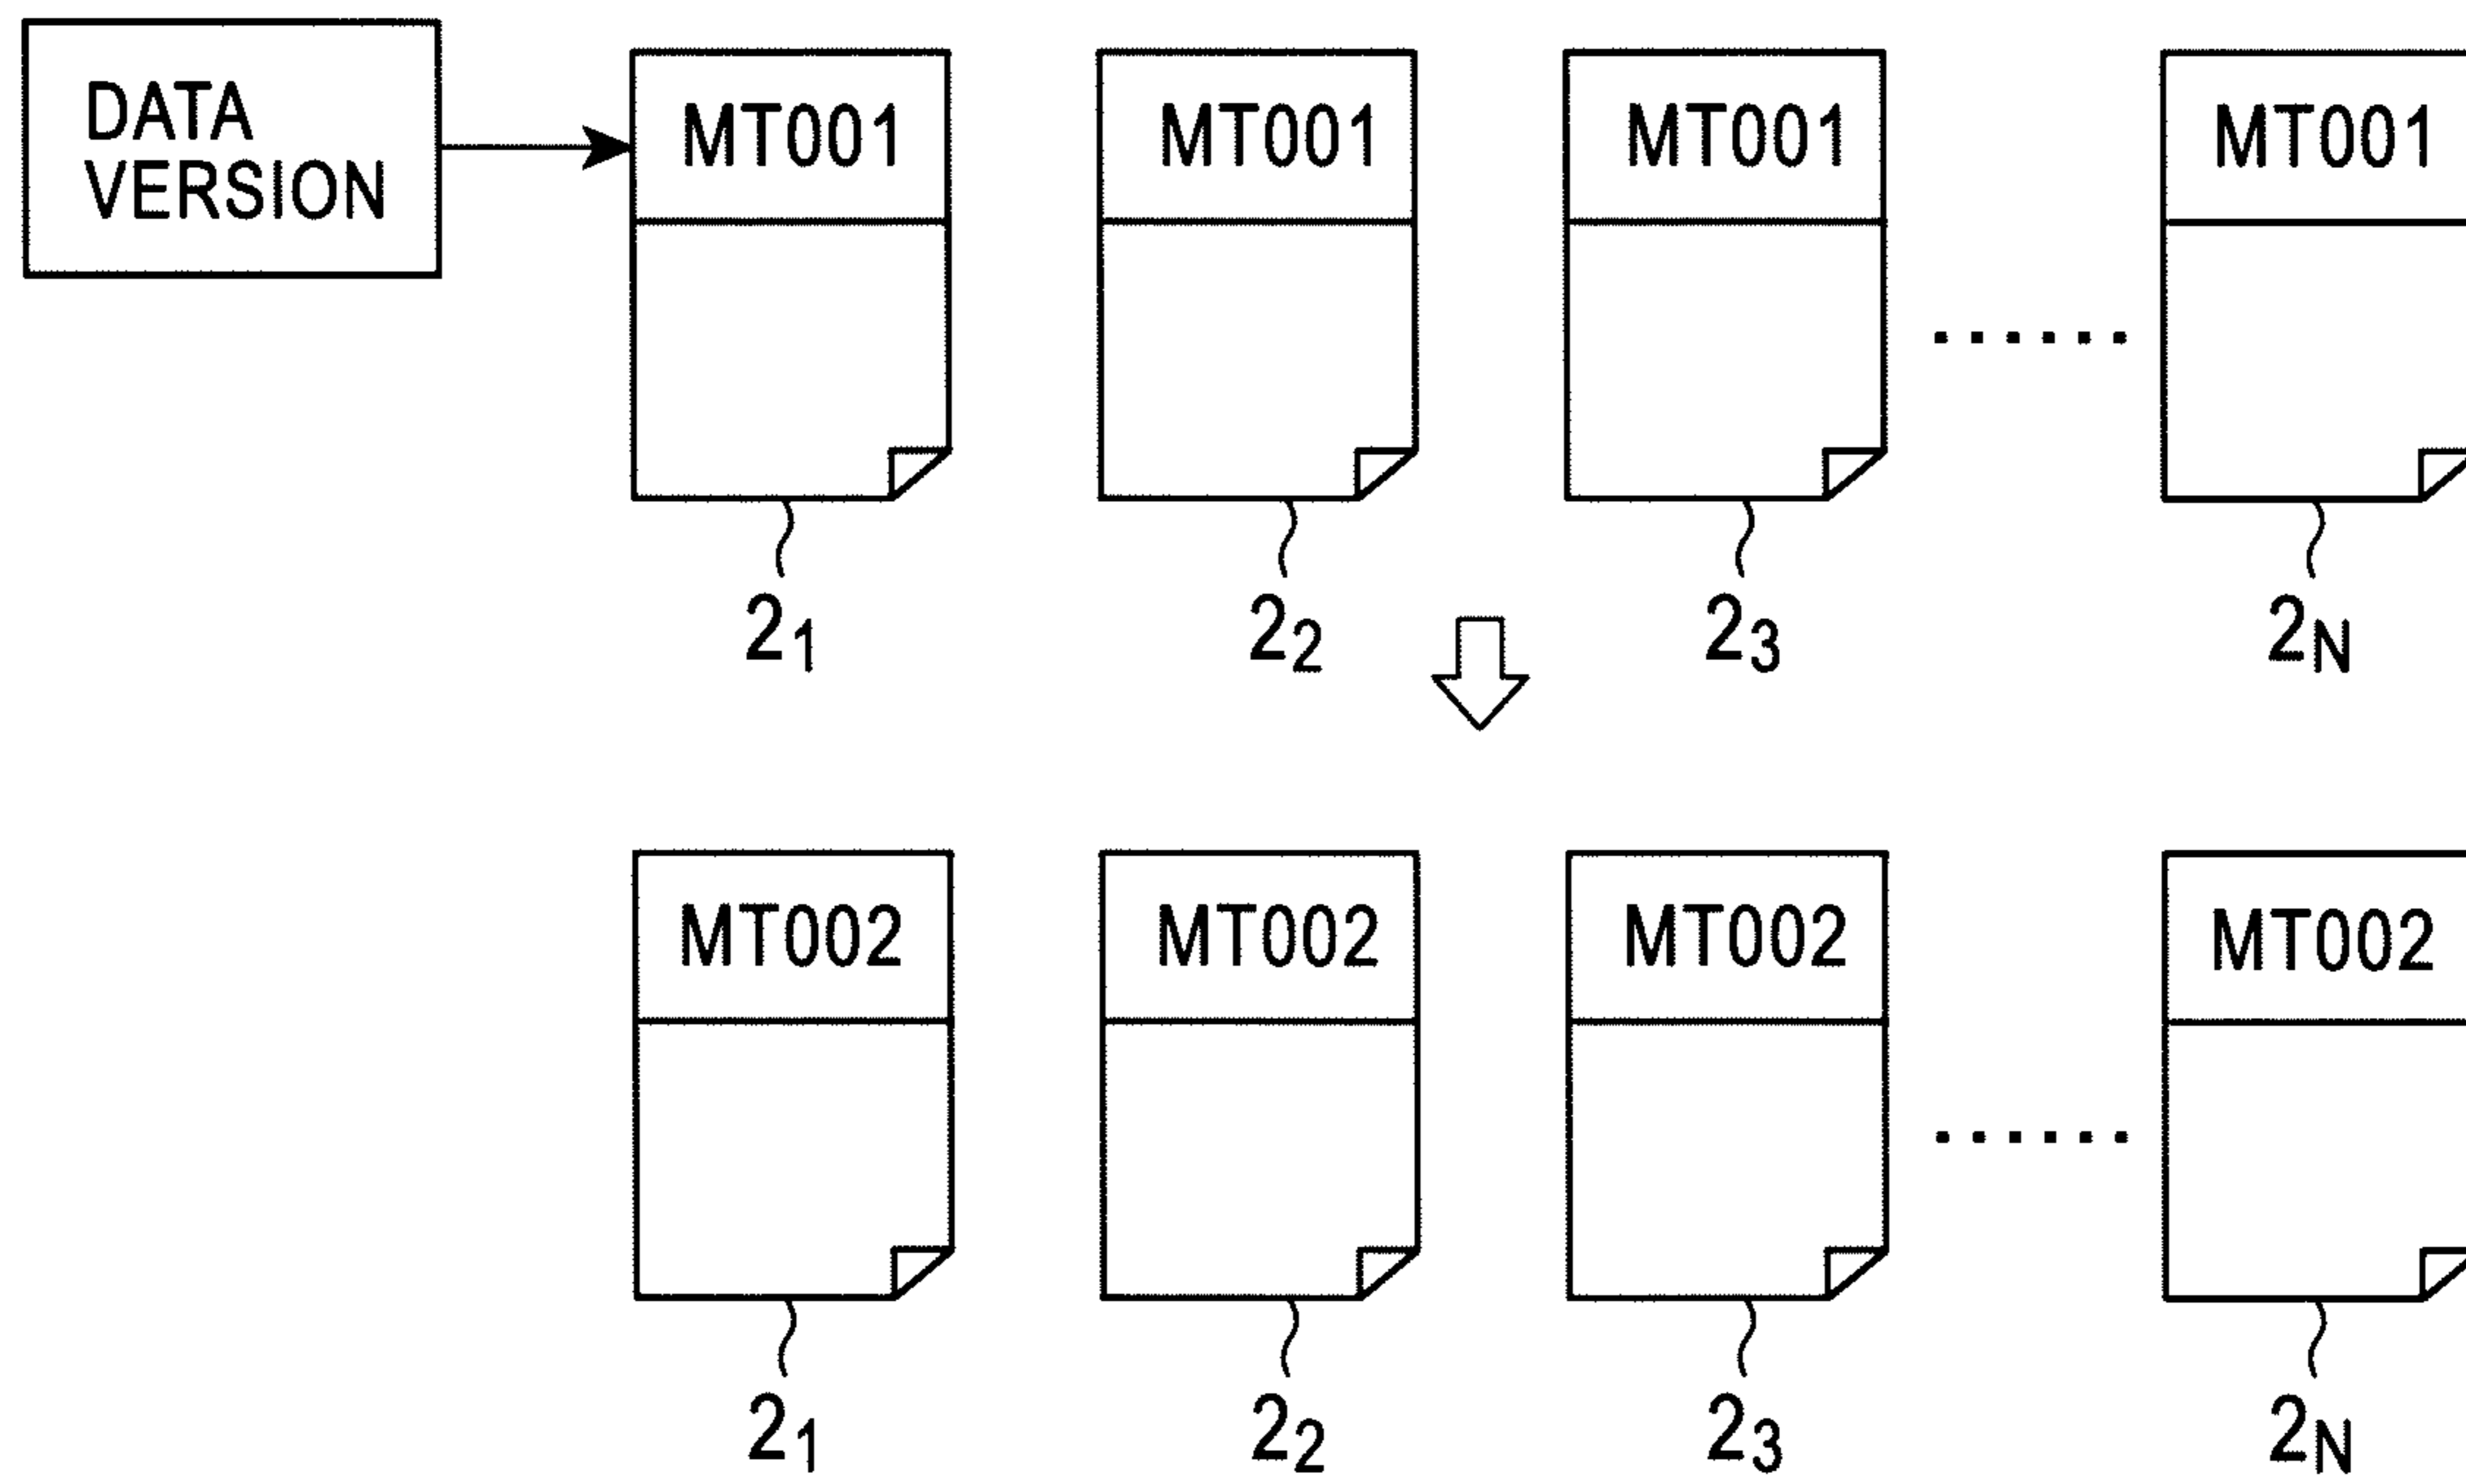 DATA
VERSION
MT001 MT001 MT001 MT001
......
2₁ 2₂ 2₃ 2N
MT002 MT002 MT002 MT002
......
2₁ 2₂ 2₃ 2N